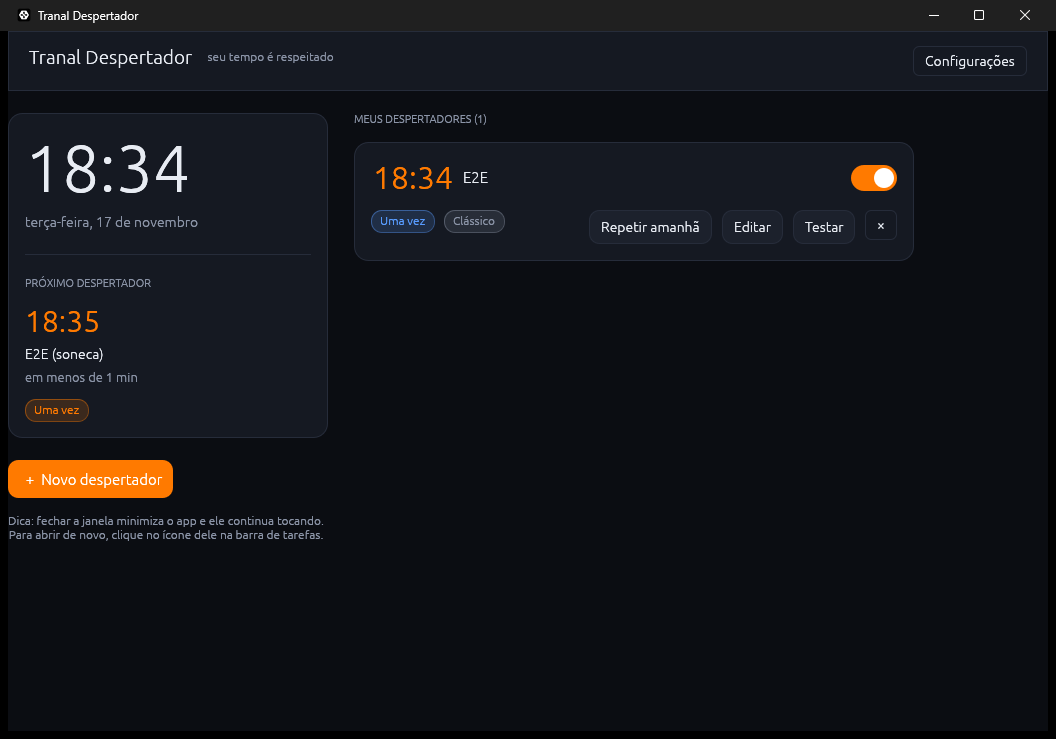 Tranal Despertador
Tranal Despertador seu tempo é respeitado Configurações
18:34
terça-feira, 17 de novembro
PRÓXIMO DESPERTADOR
18:35
E2E (soneca)
em menos de 1 min
Uma vez
+ Novo despertador
Dica: fechar a janela minimiza o app e ele continua tocando.
Para abrir de novo, clique no ícone dele na barra de tarefas.
MEUS DESPERTADORES (1)
18:34 E2E
Uma vez Clássico Repetir amanhã Editar Testar ×